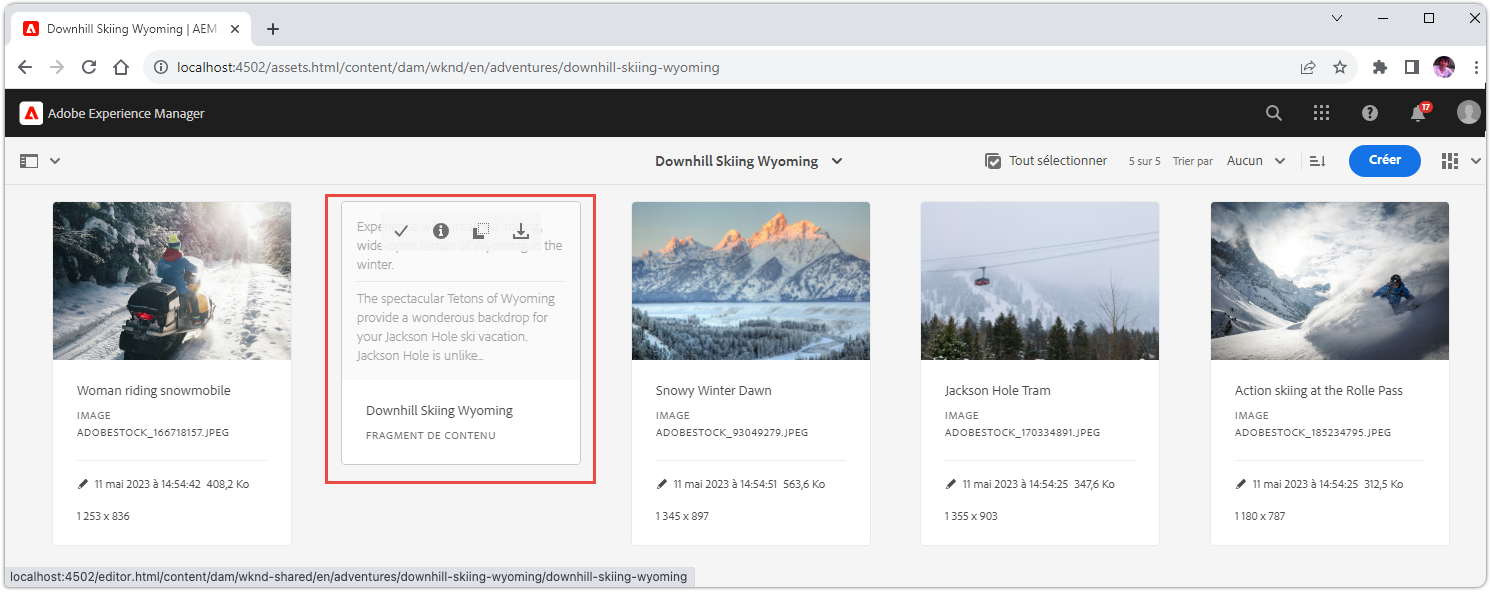 Downhill Skiing Wyoming | AEM
localhost:4502/assets.html/content/dam/wknd/en/adventures/downhill-skiing-wyoming
Adobe Experience Manager
17
Downhill Skiing Wyoming
Tout sélectionner
5 sur 5
Trier par
Aucun
Créer
Woman riding snowmobile
IMAGE
ADOBESTOCK_166718157.JPEG
11 mai 2023 à 14:54:42 408,2 Ko
1 253 x 836
wide-open terrain of Wyoming in the
winter.
The spectacular Tetons of Wyoming
provide a wonderous backdrop for
your Jackson Hole ski vacation.
Jackson Hole is unlike...
Downhill Skiing Wyoming
FRAGMENT DE CONTENU
Snowy Winter Dawn
IMAGE
ADOBESTOCK_93049279.JPEG
11 mai 2023 à 14:54:51 563,6 Ko
1 345 x 897
Jackson Hole Tram
IMAGE
ADOBESTOCK_170334891.JPEG
11 mai 2023 à 14:54:25 347,6 Ko
1 355 x 903
Action skiing at the Rolle Pass
IMAGE
ADOBESTOCK_185234795.JPEG
11 mai 2023 à 14:54:25 312,5 Ko
1 180 x 787
localhost:4502/editor.html/content/dam/wknd-shared/en/adventures/downhill-skiing-wyoming/downhill-skiing-wyoming